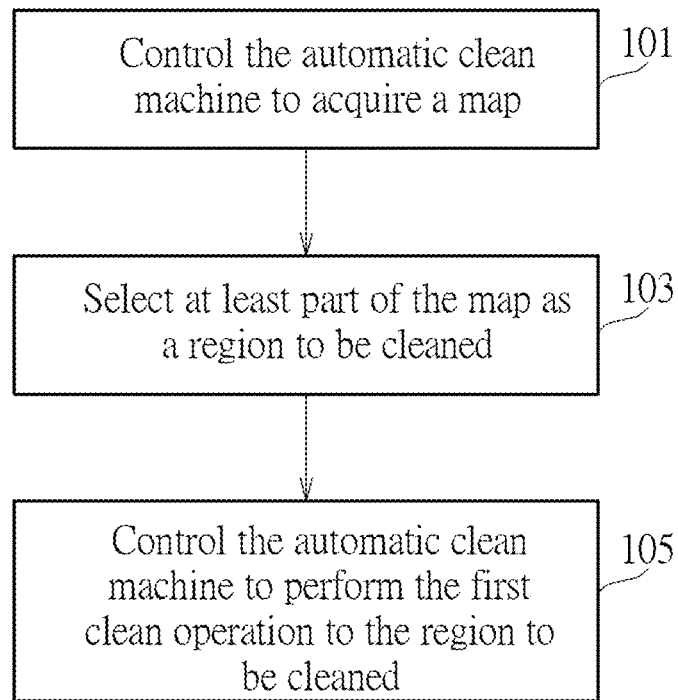 Control the automatic clean
machine to acquire a map
101
Select at least part of the map as
a region to be cleaned
103
Control the automatic clean
machine to perform the first
clean operation to the region to
be cleaned
105